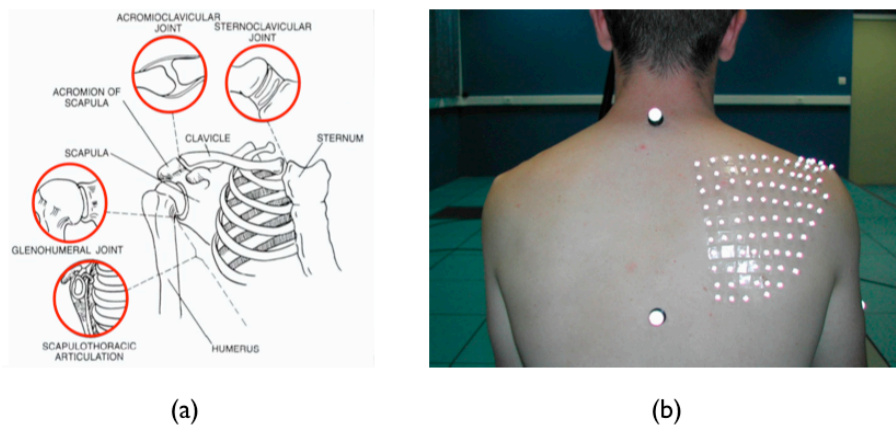 ACROMIOCLAVICULAR
JOINT
STERNOCLAVICULAR
JOINT
ACROMION OF
SCAPULA
CLAVICLE
STERNUM
SCAPULA
GLENOHUMERAL JOINT
SCAPULOTHORACIC
ARTICULATION
HUMERUS
(a)
(b)